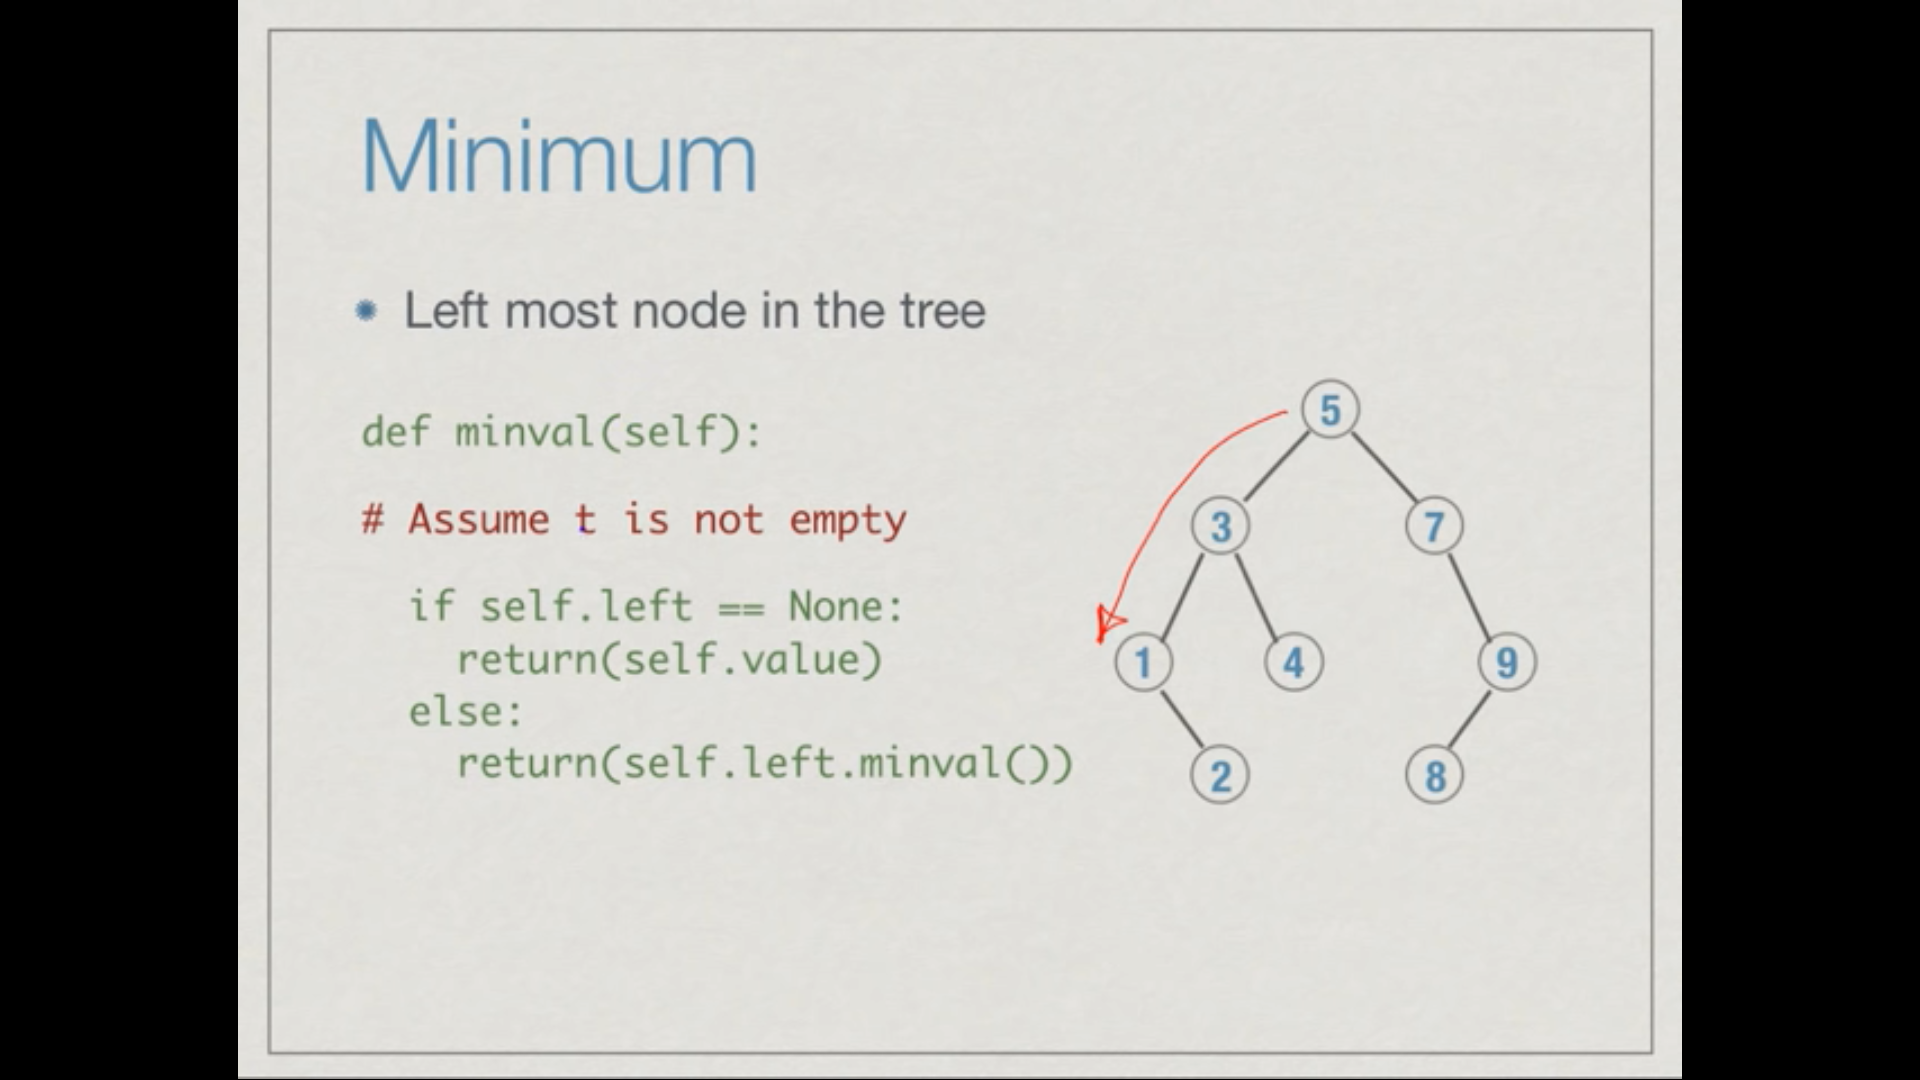 Minimum
Left most node in the tree
def minval(self):
# Assume t is not empty
if self.left == None:
return(self.value)
else:
return(self.left.minval())
5
3 7
1 4 9
2 8